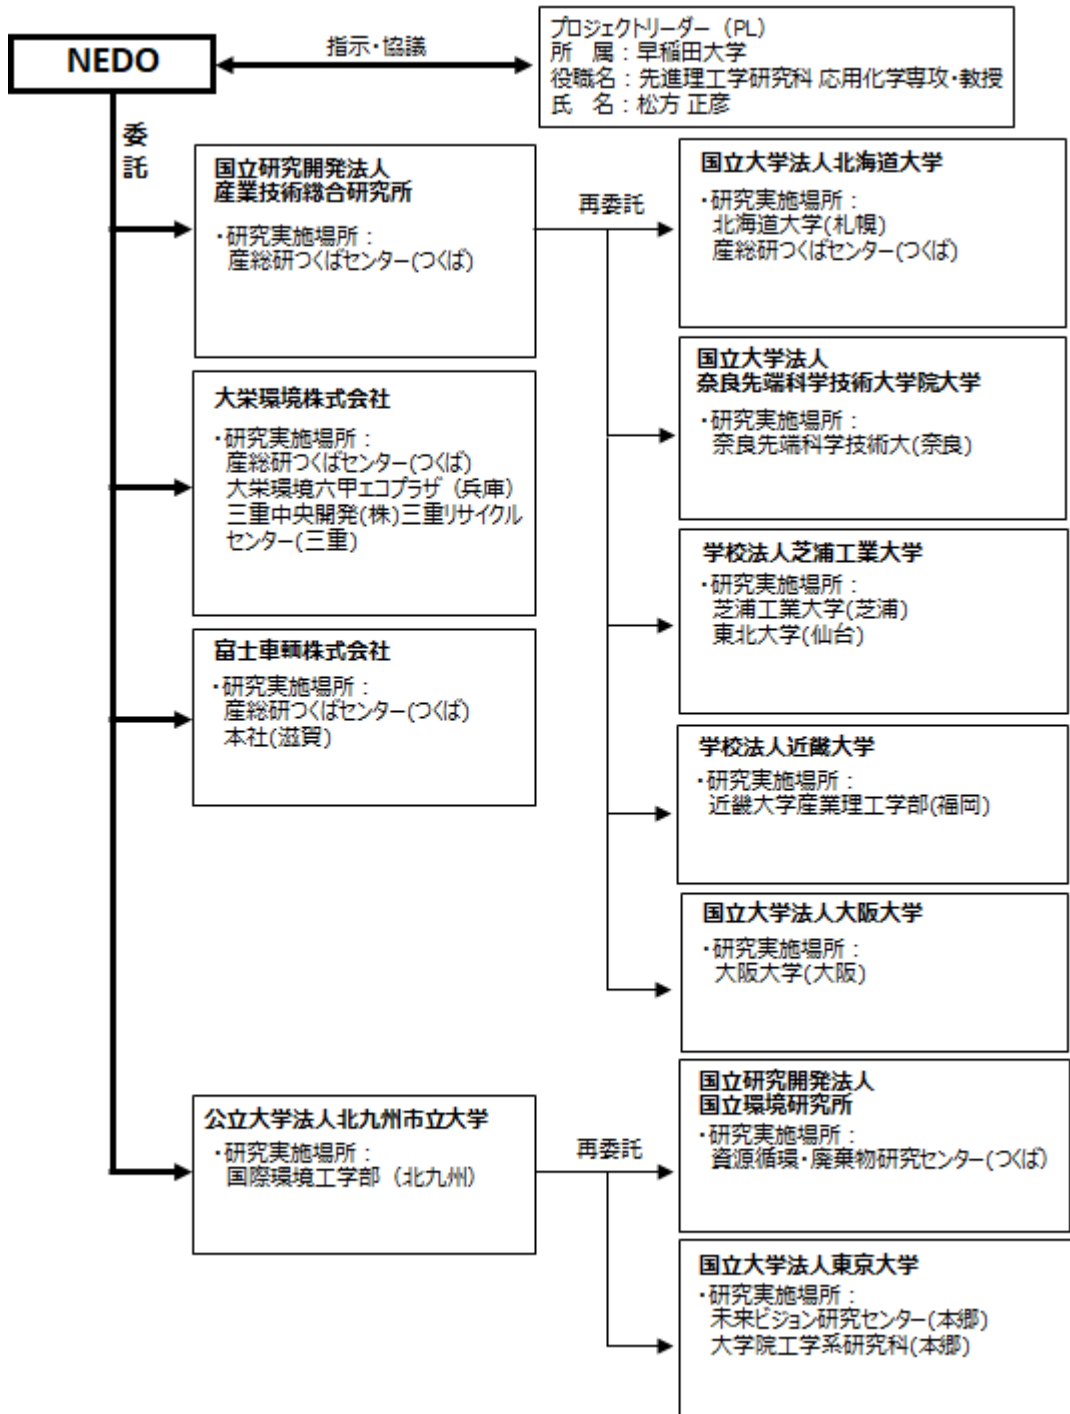 NEDO
指示・協議
プロジェクトリーダー（PL）
所　属：早稲田大学
役職名：先進理工学研究科 応用化学専攻・教授
氏　名：松方 正彦
委
託
国立研究開発法人
産業技術総合研究所
・研究実施場所：
産総研つくばセンター(つくば)
再委託
国立大学法人北海道大学
・研究実施場所：
北海道大学(札幌)
産総研つくばセンター(つくば)
国立大学法人
奈良先端科学技術大学院大学
・研究実施場所：
奈良先端科学技術大(奈良)
大栄環境株式会社
・研究実施場所：
産総研つくばセンター(つくば)
大栄環境六甲エコプラザ（兵庫）
三重中央開発(株)三重リサイクル
センター(三重)
学校法人芝浦工業大学
・研究実施場所：
芝浦工業大学(芝浦)
東北大学(仙台)
富士車輌株式会社
・研究実施場所：
産総研つくばセンター(つくば)
本社(滋賀)
学校法人近畿大学
・研究実施場所：
近畿大学産業理工学部(福岡)
国立大学法人大阪大学
・研究実施場所：
大阪大学(大阪)
公立大学法人北九州市立大学
・研究実施場所：
国際環境工学部（北九州）
再委託
国立研究開発法人
国立環境研究所
・研究実施場所：
資源循環・廃棄物研究センター(つくば)
国立大学法人東京大学
・研究実施場所：
未来ビジョン研究センター(本郷)
大学院工学系研究科(本郷)